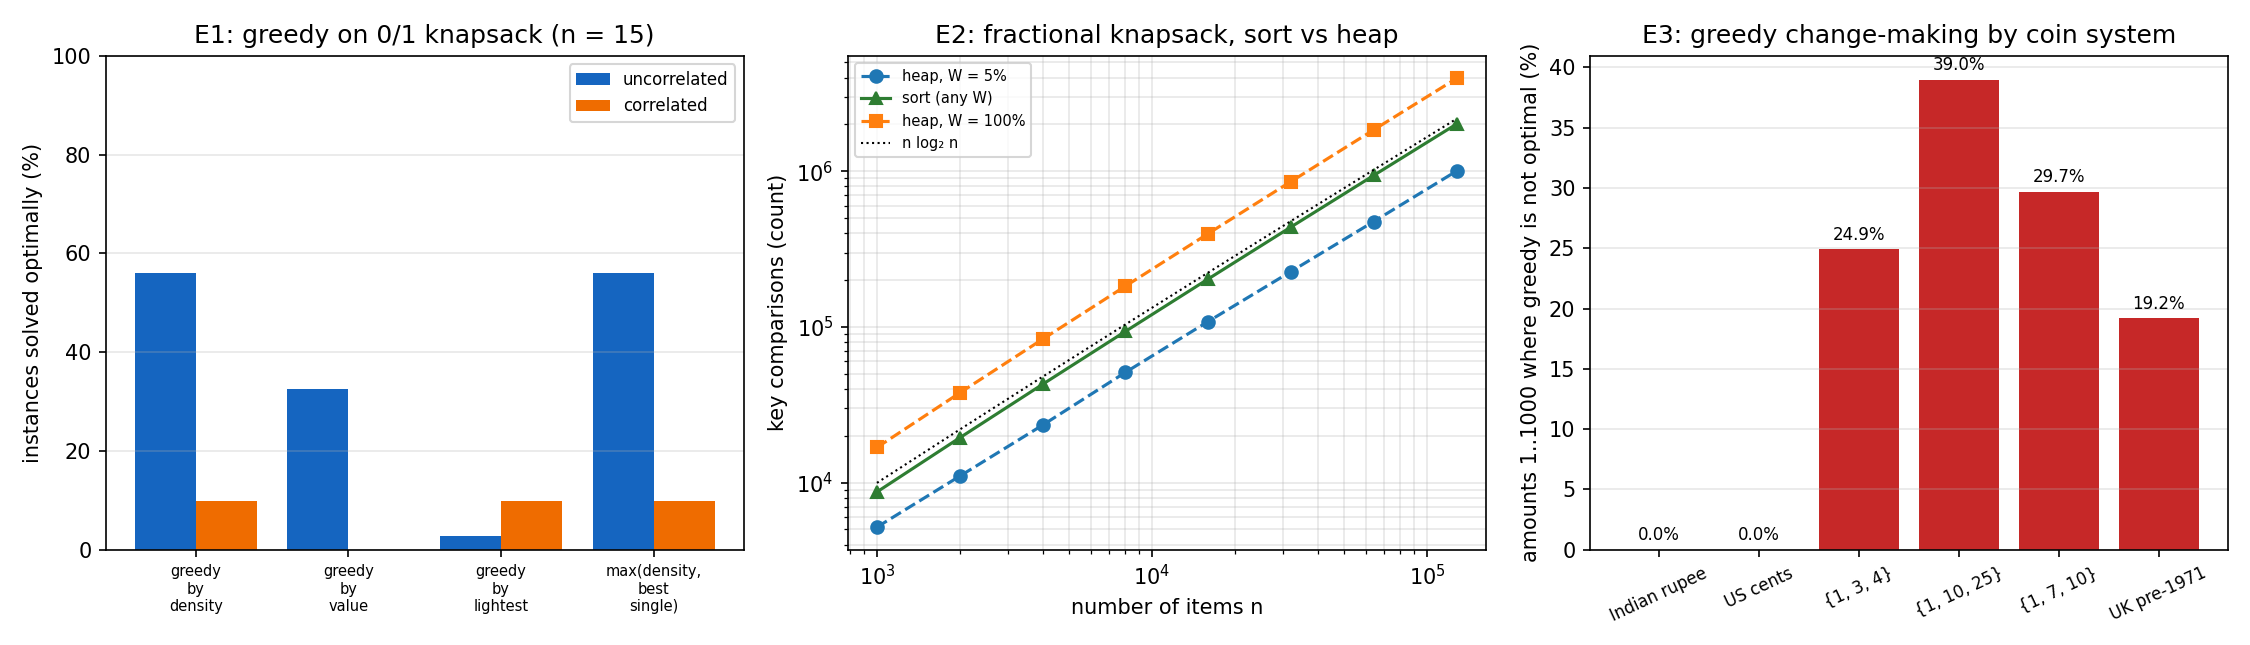 E1: greedy on 0/1 knapsack (n = 15)
instances solved optimally (%)
100
80
60
40
20
0
uncorrelated
correlated
greedy
by
density
greedy
by
value
greedy
by
lightest
max(density,
best
single)
E2: fractional knapsack, sort vs heap
key comparisons (count)
10⁶
10⁵
10⁴
heap, W = 5%
sort (any W)
heap, W = 100%
n log₂ n
10³
10⁴
10⁵
number of items n
E3: greedy change-making by coin system
amounts 1..1000 where greedy is not optimal (%)
40
35
30
25
20
15
10
5
0
0.0%
0.0%
24.9%
39.0%
29.7%
19.2%
Indian rupee
US cents
{1, 3, 4}
{1, 10, 25}
{1, 7, 10}
UK pre-1971